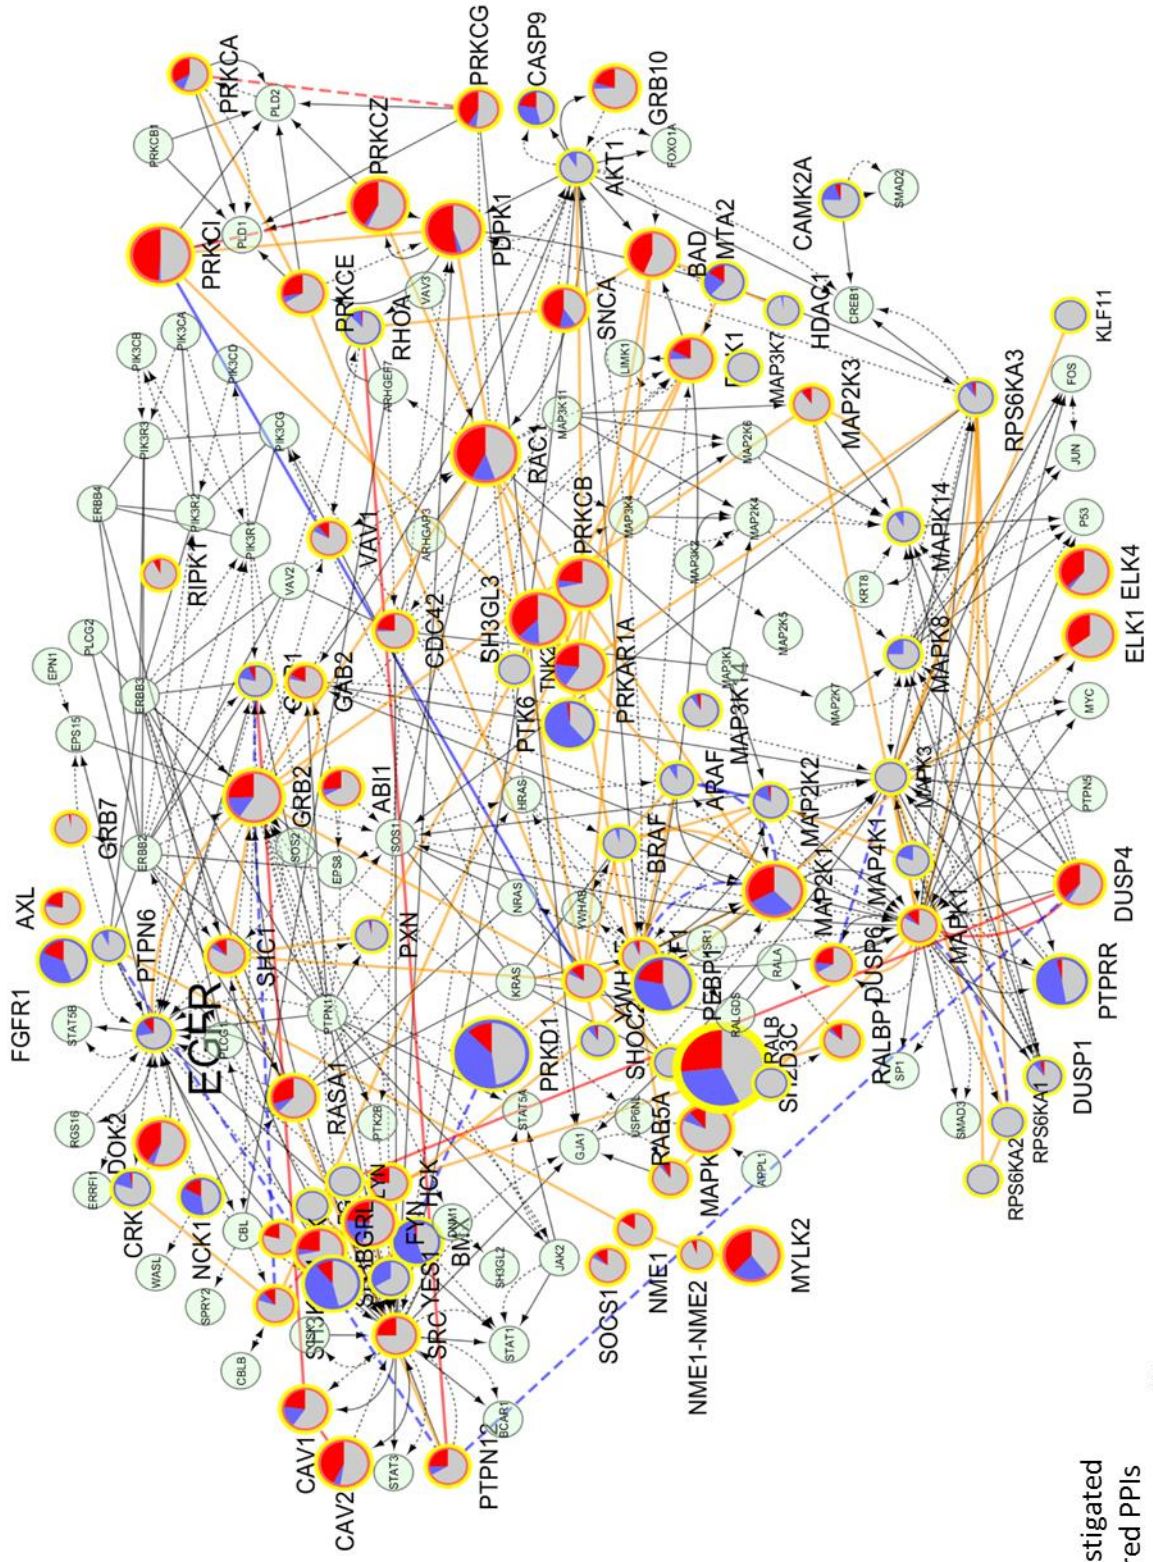 PRKCA
PRKCB1
PLD2
PRKCG
CASP9
GRB10
PRKCZ
AKT1
FOXO1A
PRKCI
PLD1
PDPK1
CAMK2A
SMAD2
PRKCE
VAV3
BAD
MTA2
RHOA
SNCA
HDAC1
CREB1
PIK3CB
PIK3CA
PIK3CD
LIMK1
MAP3K7
KLF11
PIK3R3
PIK3CG
ARHGEF7
RAC1
MAP3K11
MAP2K3
RPS6KA3
FOS
ERBB4
PIK3R2
PIK3R1
MAP2K6
JUN
RIPK1
VAV2
VAV1
ARHGAP3
PRKCB
MAP3K4
MAP3K2
MAP2K4
MAPK14
P53
CDC42
SH3GL3
KRT8
ELK4
EPN1
PLCG2
ERBB3
GAB2
TNK2
PRKAR1A
MAP3K1
MAP2K5
MAPK8
ELK1
EPS15
PTK6
MAP3K14
MAP2K7
MYC
GRB7
ERBB2
GRB2
SOS2
ABI1
HRAS
ARAF
MAPK3
PTPN5
EPS8
SOS1
BRAF
MAP2K2
AXL
PTPN6
SHC1
PXN
NRAS
YWHAB
MAP2K1
MAP4K1
MAPK1
DUSP4
FGFR1
STAT5B
EGFR
PTPN11
KRAS
PEBP1
RALA
DUSP6
PTPRR
PRKD1
SHOC2
RALGDS
RALB
SH2D3C
RALBP1
SP1
DUSP1
RGS16
DOK2
RASA1
PTK2B
STAT5A
USP6NL
RAB5A
SMAD3
RPS6KA1
ERRFI1
CRK
NCK1
CBL
LYN
HCK
FYN
GJA1
APPL1
RPS6KA2
WASL
SPRY2
YES1
BMX
DNM1
SH3GL2
JAK2
NME1
NME1-NME2
MYLK2
SOCS1
CBLB
SRC
STAT1
CAV1
BCAR1
CAV2
STAT3
PTPN12
stigated
red PPIs